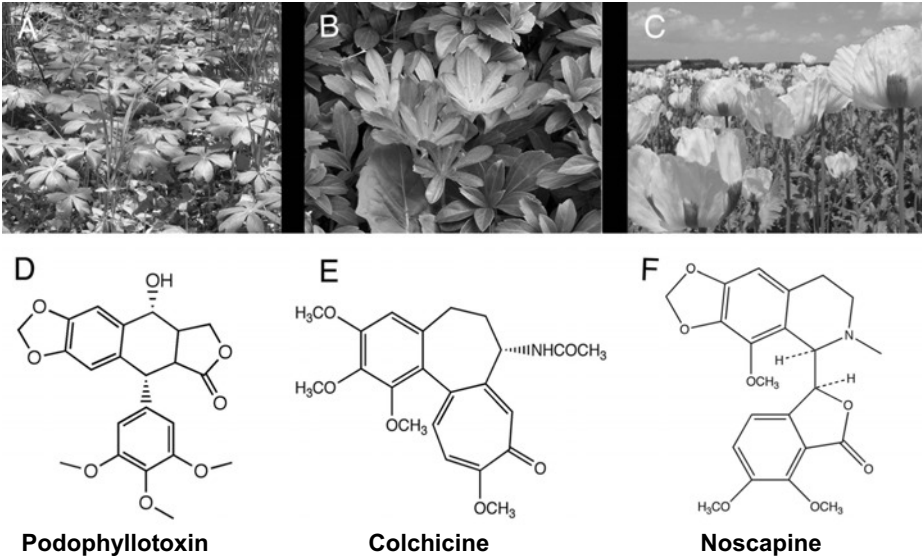 A
B
C
D
E
F
OH
O
O
O
O
O
O
O
H₃CO
H₃CO
OCH₃
NHCOCH₃
O
OCH₃
O
O
N
OCH₃
H
H
O
O
H₃CO
OCH₃
Podophyllotoxin
Colchicine
Noscapine